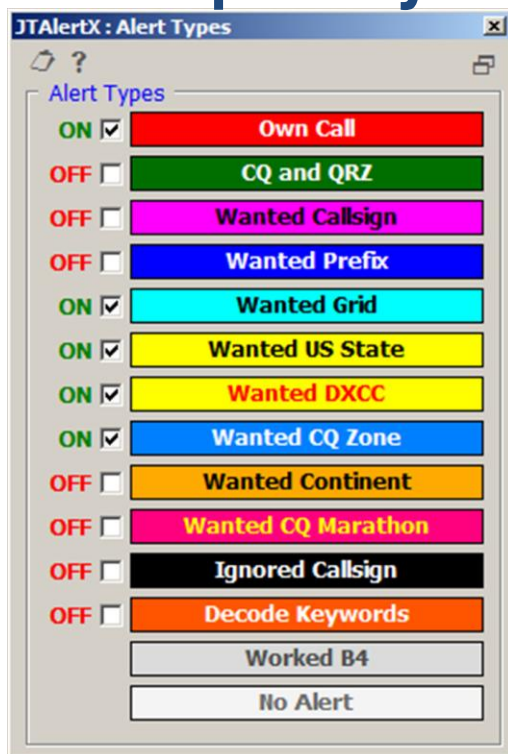 JTAlertX : Alert Types
?
Alert Types
ON Own Call
OFF CQ and QRZ
OFF Wanted Callsign
OFF Wanted Prefix
ON Wanted Grid
ON Wanted US State
ON Wanted DXCC
ON Wanted CQ Zone
OFF Wanted Continent
OFF Wanted CQ Marathon
OFF Ignored Callsign
OFF Decode Keywords
Worked B4
No Alert